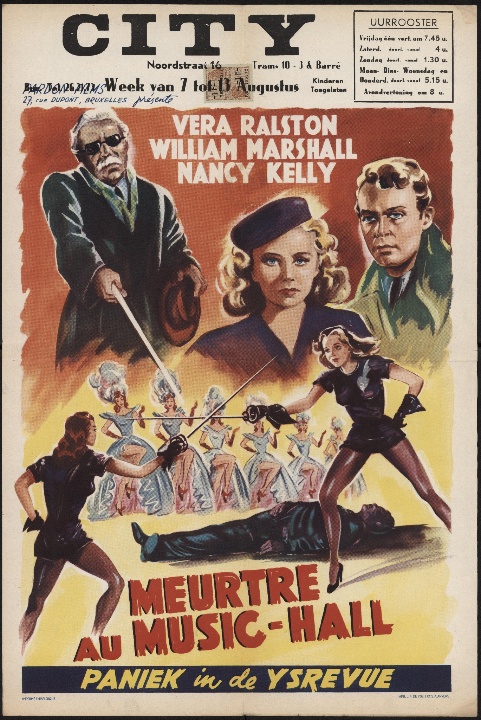 CITY
Noordstraat 16
Trams 10 - 3 & Barré
Week van 7 tot 13 Augustus
Kinderen
Toegelaten
27, rue DUPONT, BRUXELLES presente
UURROOSTER
Vrijdag één vert. om 7.45 u.
Zaterd. doorl. vanaf 4 u.
Zondag doorl. vanaf 1.30 u.
Maan- Dins- Woensdag en
Donderd. doorl. vanaf 5.15 u.
Avondvertoning om 8 u.
VERA RALSTON
WILLIAM MARSHALL
NANCY KELLY
MEURTRE
AU MUSIC-HALL
PANIEK in de YSREVUE